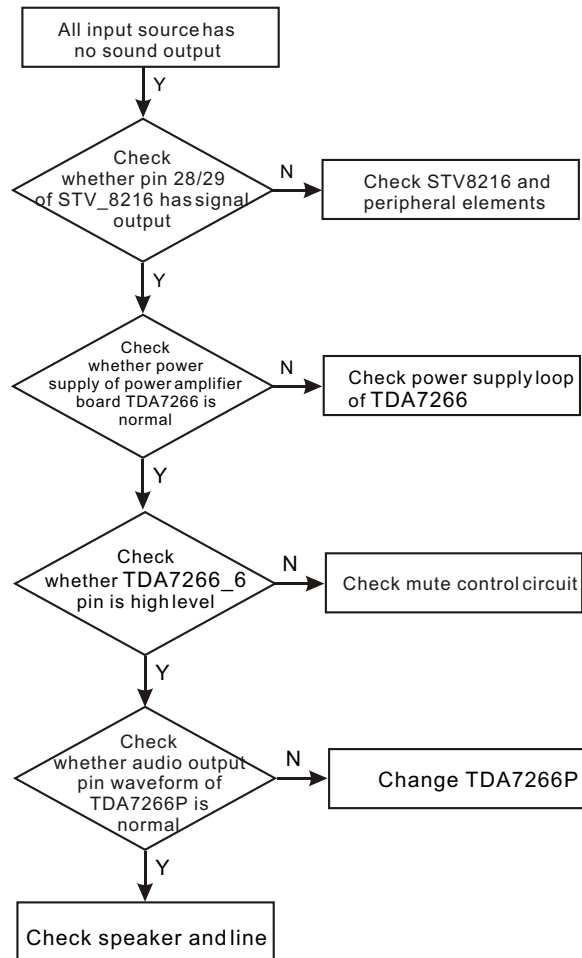 All input source has
no sound output
Y
Check
whether pin 28/29
of STV_8216 has signal
output
N
Check STV8216 and
peripheral elements
Y
Check
whether power
supply of power amplifier
board TDA7266 is
normal
N
Check power supply loop
of TDA7266
Y
Check
whether TDA7266_6
pin is high level
N
Check mute control circuit
Y
Check
whether audio output
pin waveform of
TDA7266P is
normal
N
Change TDA7266P
Y
Check speaker and line